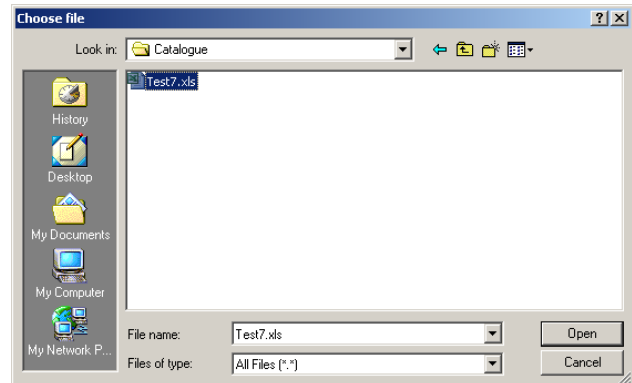 Choose file
Look in: Catalogue
Test7.xls
History
Desktop
My Documents
My Computer
My Network P...
File name: Test7.xls Open
Files of type: All Files (*.*) Cancel